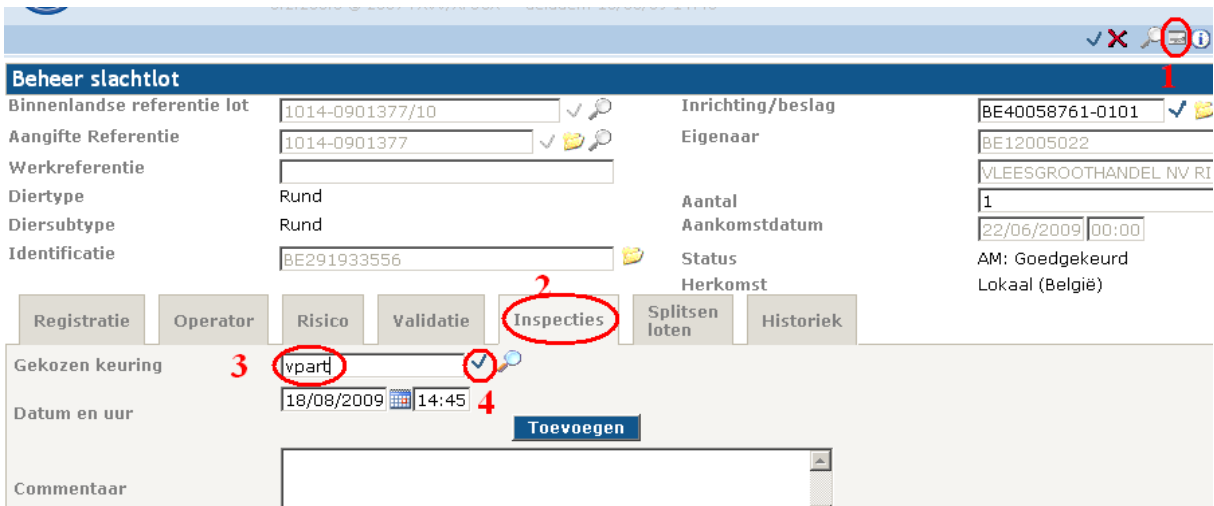 1
Beheer slachtlot
Binnenlandse referentie lot 1014-0901377/10 Inrichting/beslag BE40058761-0101
Aangifte Referentie 1014-0901377 Eigenaar BE12005022
Werkreferentie VLEESGROOTHANDEL NV RI
Diertype Rund Aantal 1
Diersubtype Rund Aankomstdatum 22/06/2009 00:00
Identificatie BE291933556 Status AM: Goedgekeurd
2 Herkomst Lokaal (België)
Registratie Operator Risico Validatie Inspecties Splitsen loten Historiek
Gekozen keuring 3 vpart
Datum en uur 18/08/2009 14:45 4
Toevoegen
Commentaar